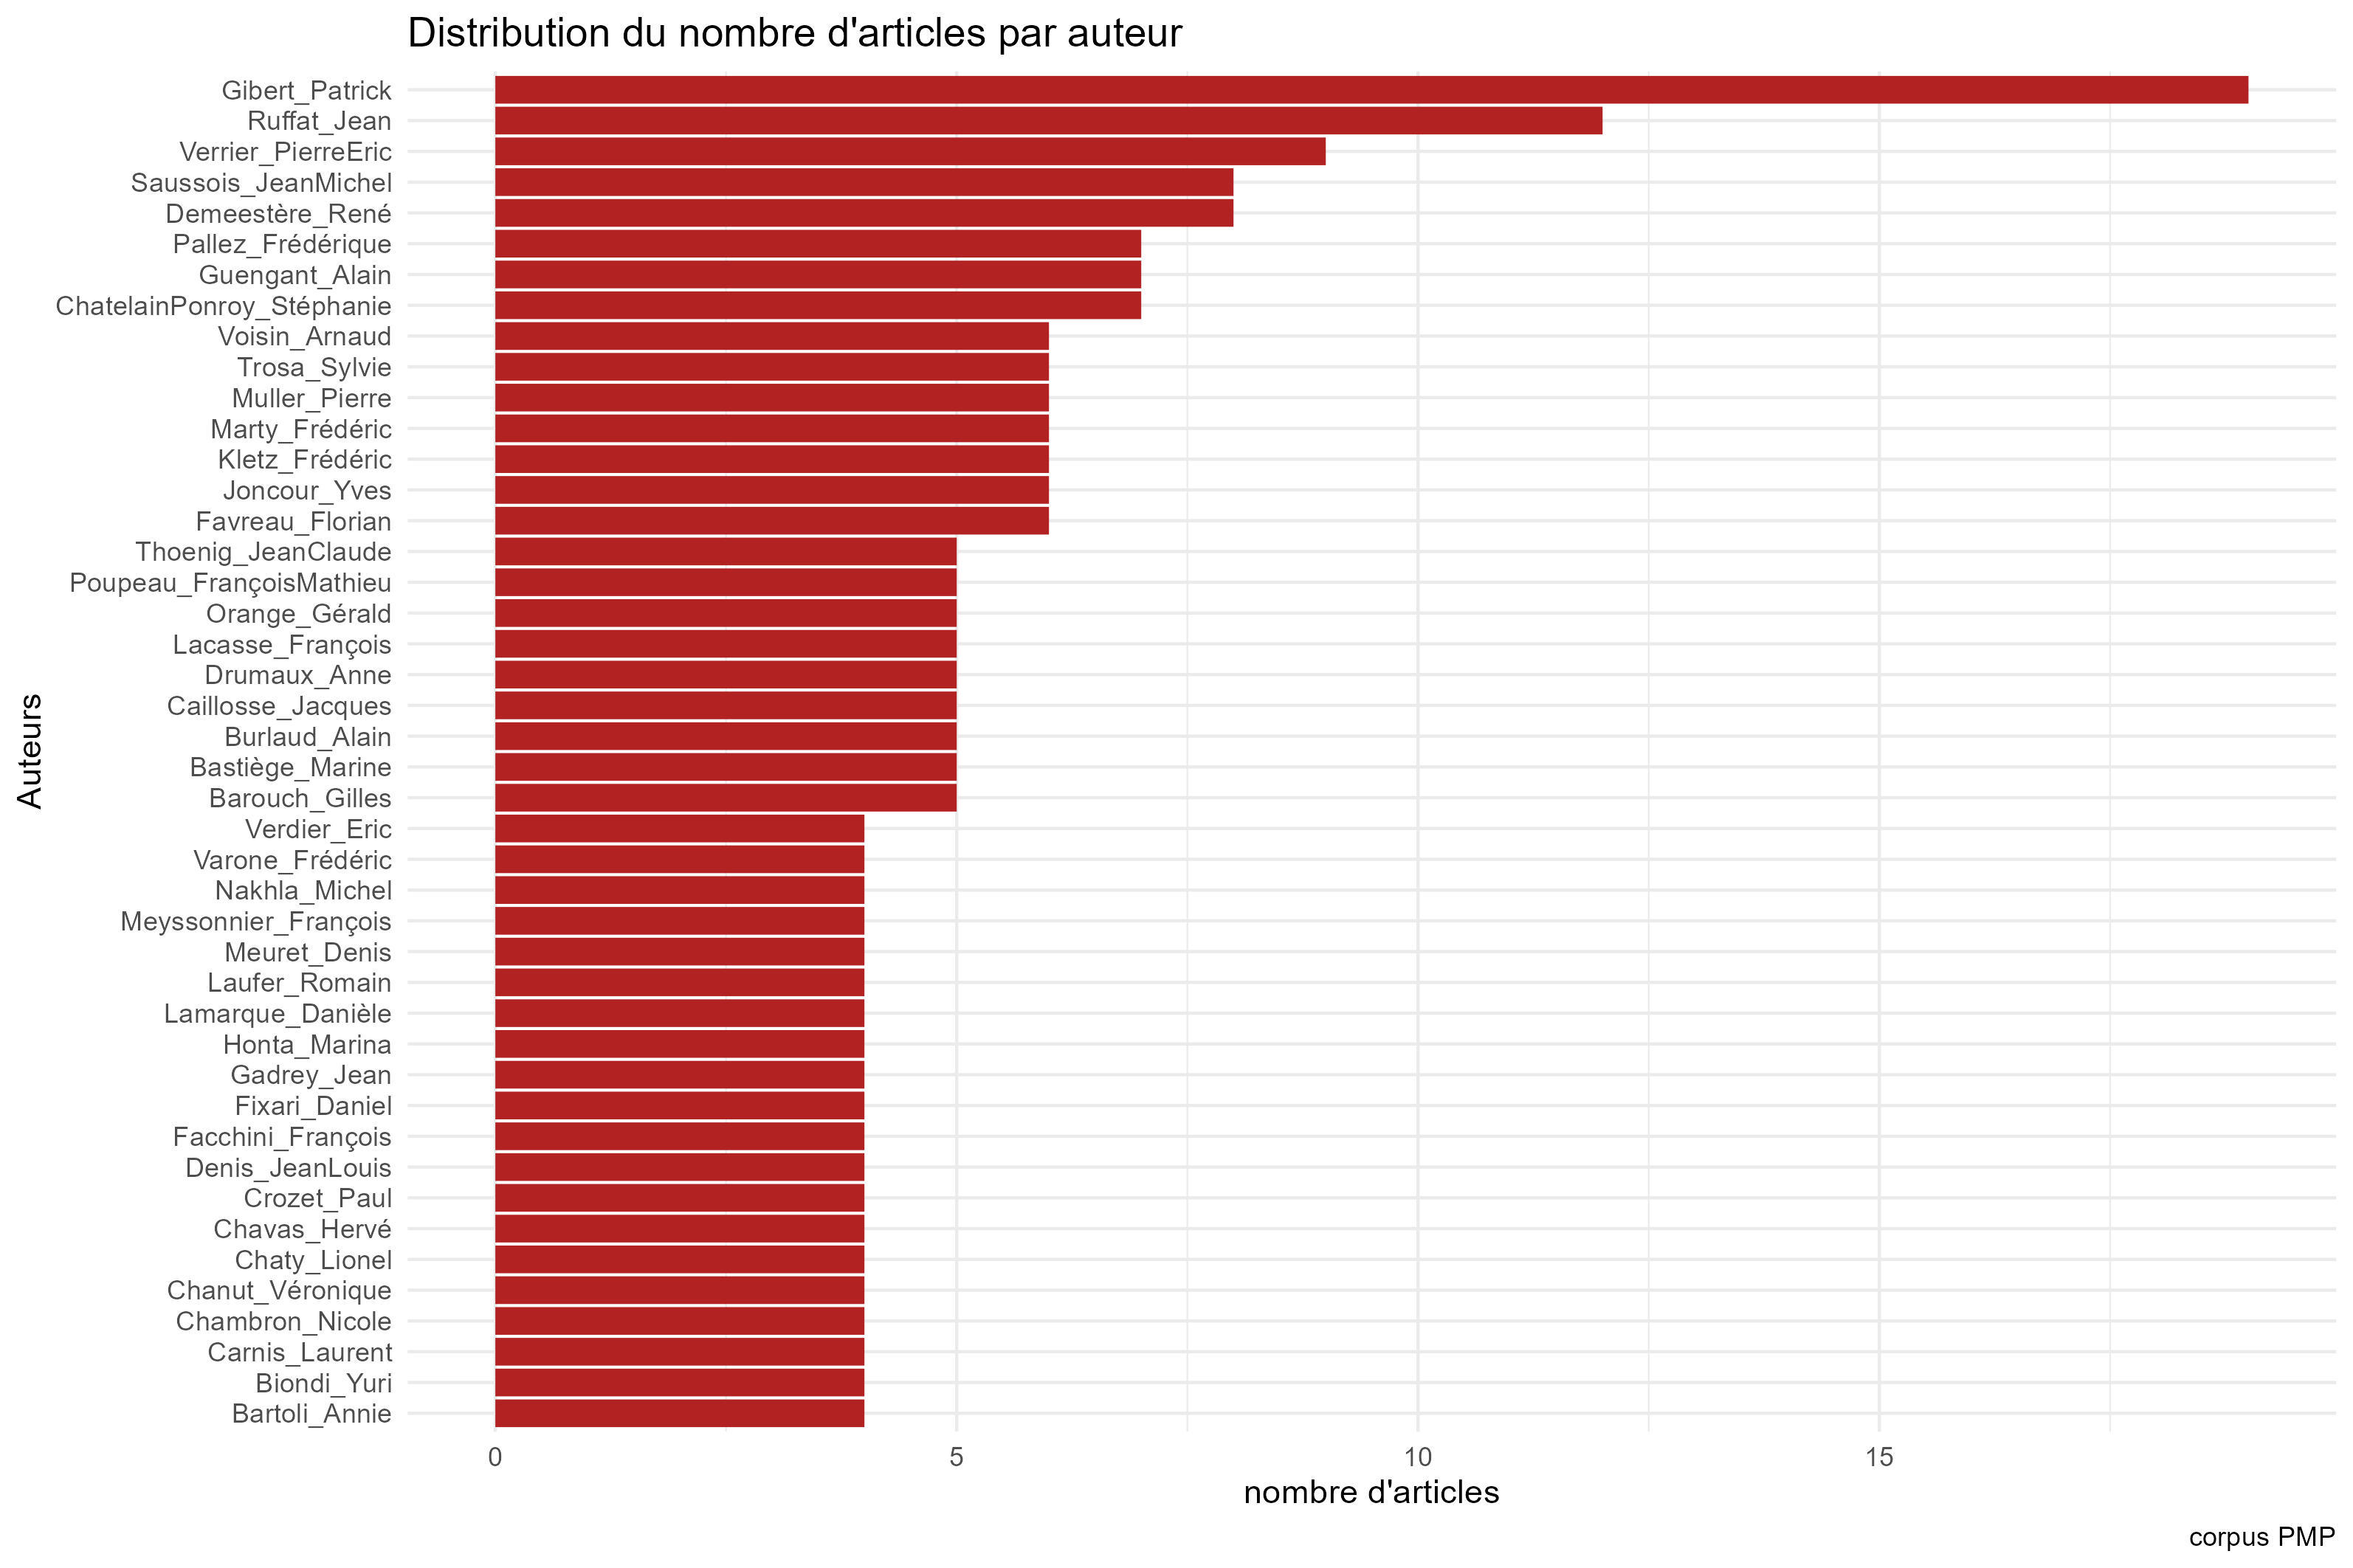 Distribution du nombre d'articles par auteur
Gibert_Patrick
Ruffat_Jean
Verrier_PierreEric
Saussois_JeanMichel
Demeestère_René
Pallez_Frédérique
Guengant_Alain
ChatelainPonroy_Stéphanie
Voisin_Arnaud
Trosa_Sylvie
Muller_Pierre
Marty_Frédéric
Kletz_Frédéric
Joncour_Yves
Favreau_Florian
Thoenig_JeanClaude
Poupeau_FrançoisMathieu
Orange_Gérald
Lacasse_François
Drumaux_Anne
Caillosse_Jacques
Burlaud_Alain
Bastiège_Marine
Barouch_Gilles
Verdier_Eric
Varone_Frédéric
Nakhla_Michel
Meyssonnier_François
Meuret_Denis
Laufer_Romain
Lamarque_Danièle
Honta_Marina
Gadrey_Jean
Fixari_Daniel
Facchini_François
Denis_JeanLouis
Crozet_Paul
Chavas_Hervé
Chaty_Lionel
Chanut_Véronique
Chambron_Nicole
Carnis_Laurent
Biondi_Yuri
Bartoli_Annie
Auteurs
0 5 10 15
nombre d'articles
corpus PMP